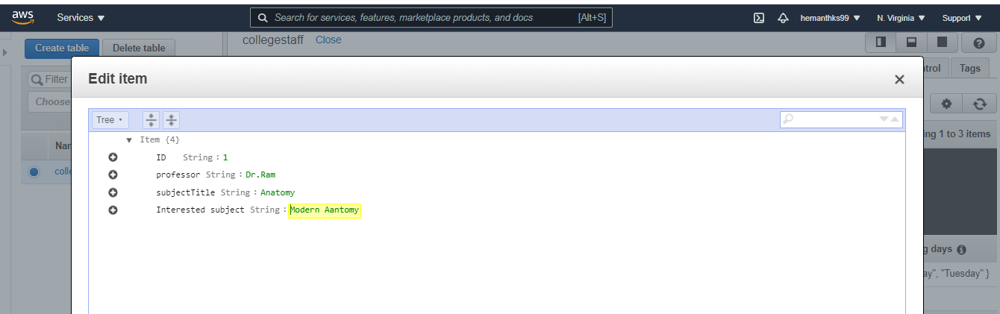 aws Services Search for services, features, marketplace products, and docs [Alt+S] hemanthks99 N. Virginia Support
Create table Delete table collegestaff Close
Edit item
Filter
Choose
trol Tags
Tree
ing 1 to 3 items
Item {4}
ID String : 1
professor String : Dr.Ram
subjectTitle String : Anatomy
Interested subject String : Modern Aantomy
Nar
colle
g days
ay", "Tuesday" }